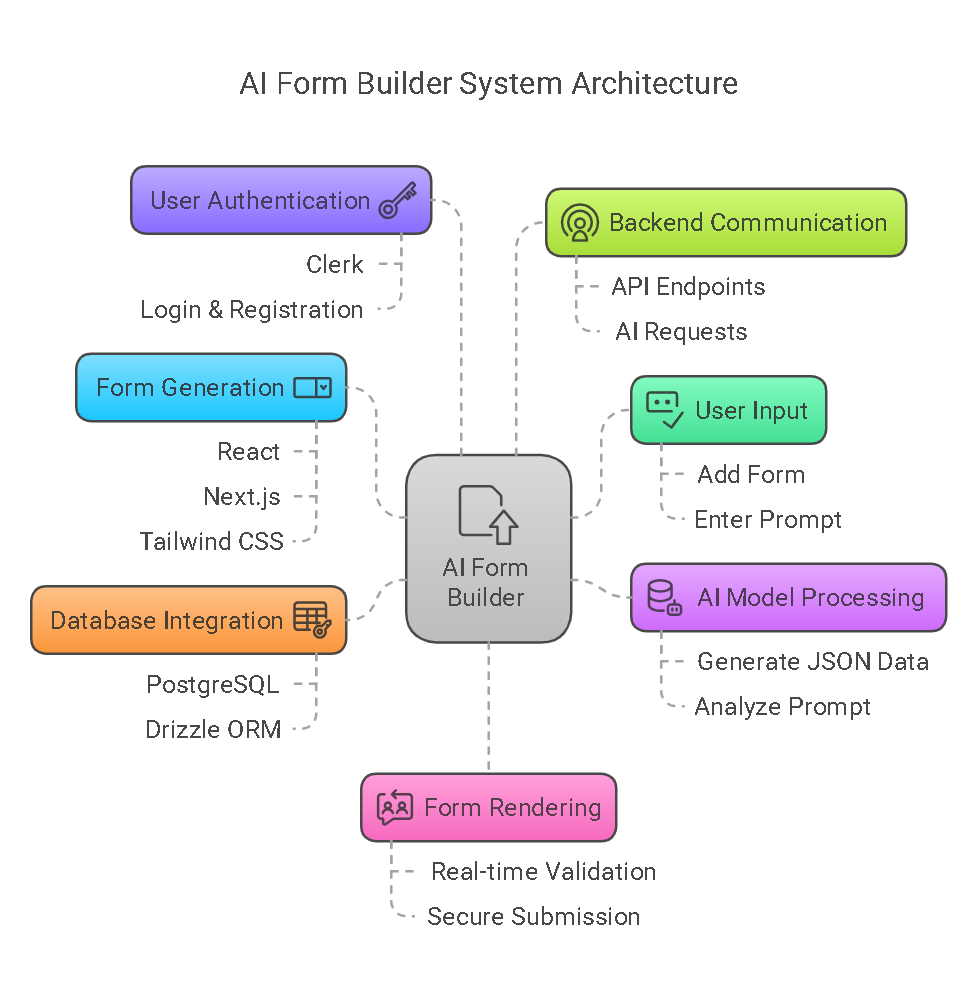 AI Form Builder System Architecture
User Authentication
Clerk
Login & Registration
Backend Communication
API Endpoints
AI Requests
Form Generation
React
Next.js
Tailwind CSS
User Input
Add Form
Enter Prompt
AI Form
Builder
Database Integration
PostgreSQL
Drizzle ORM
AI Model Processing
Generate JSON Data
Analyze Prompt
Form Rendering
Real-time Validation
Secure Submission